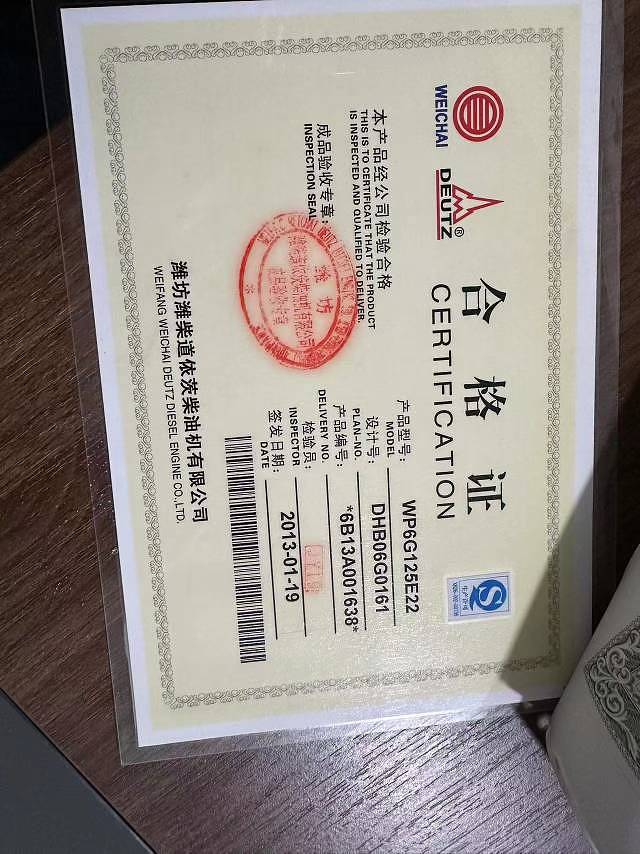 WEICHAI
DEUTZ®
合格证
CERTIFICATION
本产品经公司检验合格
THIS IS TO CERTIFICATE THAT THE PRODUCT
IS INSPECTED AND QUALIFIED TO DELIVER.
成品验收专章:
INSPECTION SEAL
潍坊
产品型号:
MODEL
WP6G125E22
设计号:
PLAN-NO.
DHB06G0161
产品编号:
DELIVERY NO.
*6B13A001638*
检验员:
INSPECTOR
签发日期:
DATE
2013-01-19
潍坊潍柴道依茨柴油机有限公司
WEIFANG WEICHAI DEUTZ DIESEL ENGINE CO.,LTD.